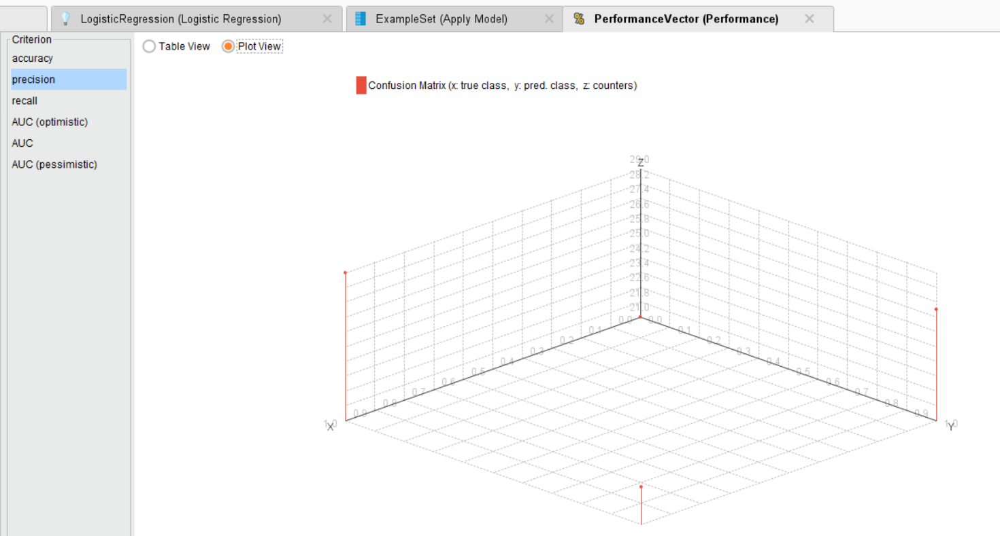 LogisticRegression (Logistic Regression)
ExampleSet (Apply Model)
PerformanceVector (Performance)
Criterion
accuracy
precision
recall
AUC (optimistic)
AUC
AUC (pessimistic)
Table View
Plot View
Confusion Matrix (x: true class, y: pred. class, z: counters)
29.0
Z
28.2
27.4
26.6
25.8
25.0
24.2
23.4
22.6
21.8
21.0
0.0 0.0
0.1 0.1
0.2 0.2
0.3 0.3
0.4 0.4
0.5 0.5
0.6 0.6
0.7 0.7
0.8 0.8
0.9 0.9
1.0 1.0
X Y